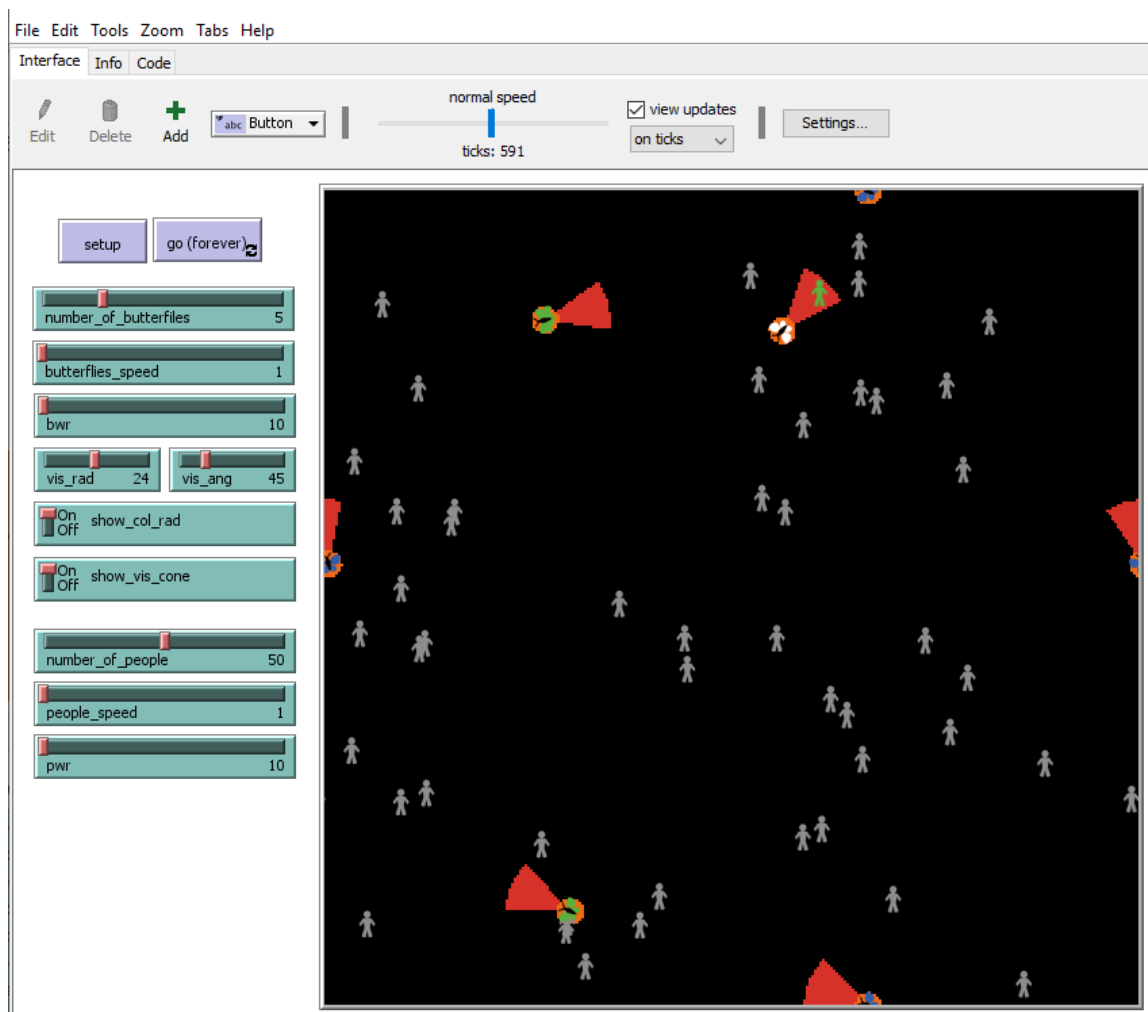 File Edit Tools Zoom Tabs Help
Interface Info Code
normal speed
view updates
Edit Delete Add abc Button on ticks Settings...
ticks: 591
setup go (forever)
number_of_butterfiles 5
butterflies_speed 1
bwr 10
vis_rad 24 vis_ang 45
On
Off show_col_rad
On
Off show_vis_cone
number_of_people 50
people_speed 1
pwr 10